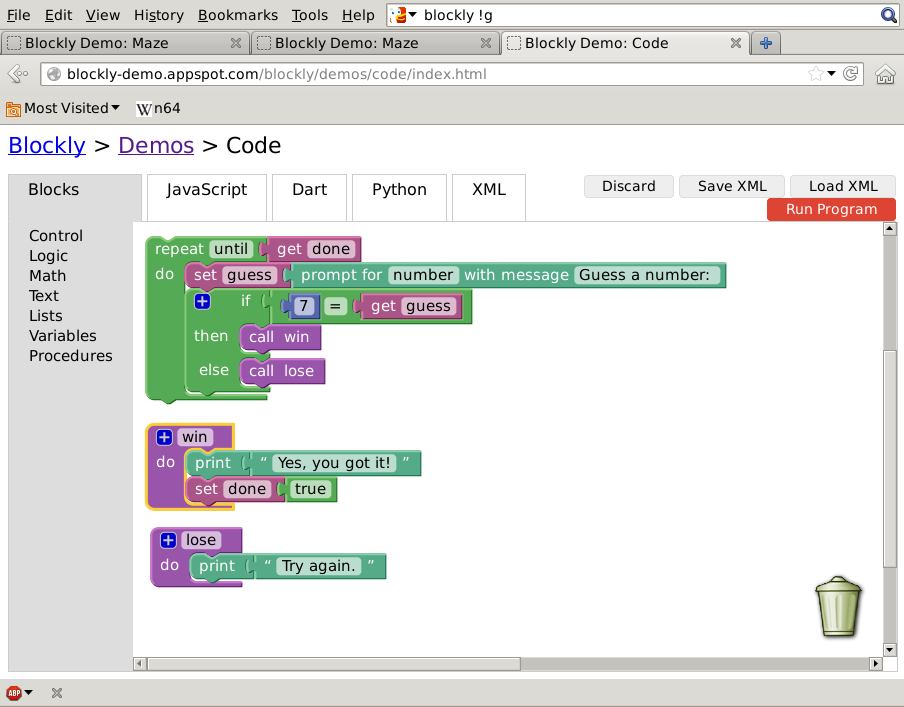 File Edit View History Bookmarks Tools Help blockly !g
Blockly Demo: Maze Blockly Demo: Maze Blockly Demo: Code
blockly-demo.appspot.com/blockly/demos/code/index.html
Most Visited W n64
Blockly > Demos > Code
Blocks JavaScript Dart Python XML Discard Save XML Load XML
Run Program
Control
Logic
Math
Text
Lists
Variables
Procedures
repeat until get done
do set guess prompt for number with message Guess a number:
if 7 = get guess
then call win
else call lose
win
do print “ Yes, you got it! ”
set done true
lose
do print “ Try again. ”
ABP